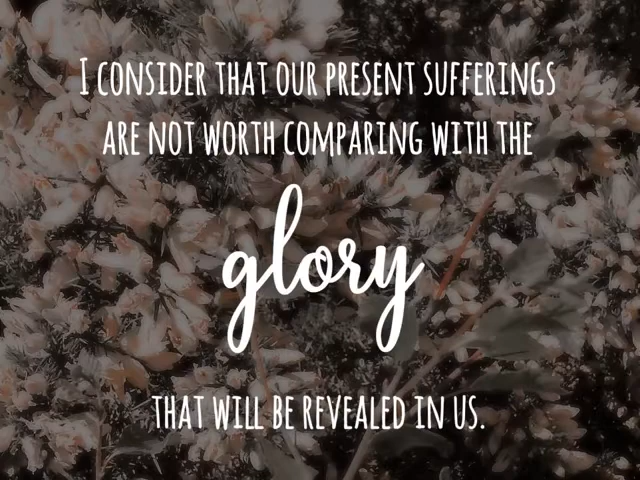 I CONSIDER THAT OUR PRESENT SUFFERINGS
ARE NOT WORTH COMPARING WITH THE
glory
THAT WILL BE REVEALED IN US.